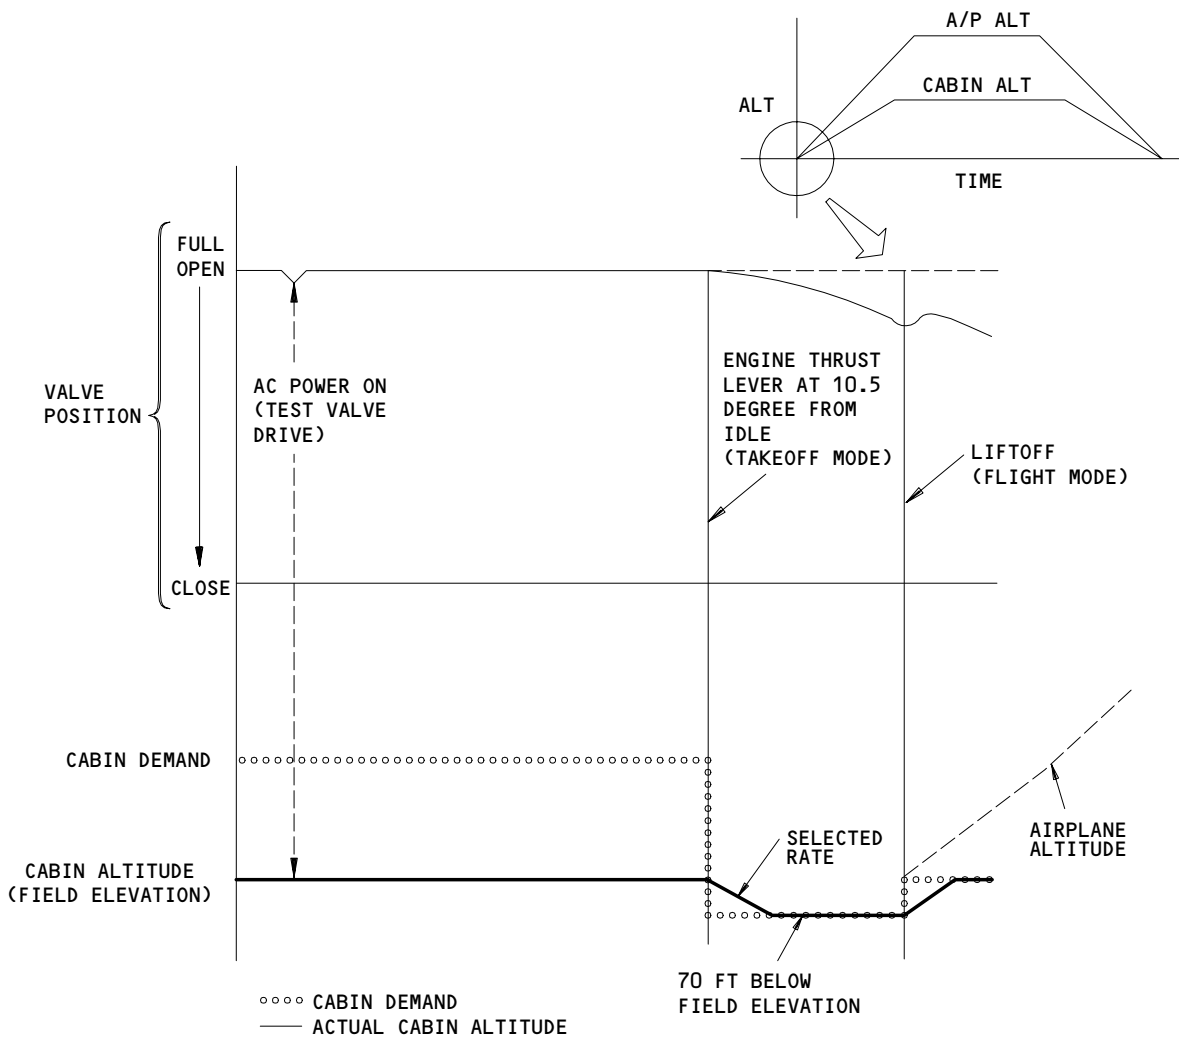 A/P ALT
CABIN ALT
ALT
TIME
FULL
OPEN
VALVE
POSITION
CLOSE
AC POWER ON
(TEST VALVE
DRIVE)
ENGINE THRUST
LEVER AT 10.5
DEGREE FROM
IDLE
(TAKEOFF MODE)
LIFTOFF
(FLIGHT MODE)
CABIN DEMAND
CABIN ALTITUDE
(FIELD ELEVATION)
SELECTED
RATE
AIRPLANE
ALTITUDE
70 FT BELOW
FIELD ELEVATION
CABIN DEMAND
ACTUAL CABIN ALTITUDE